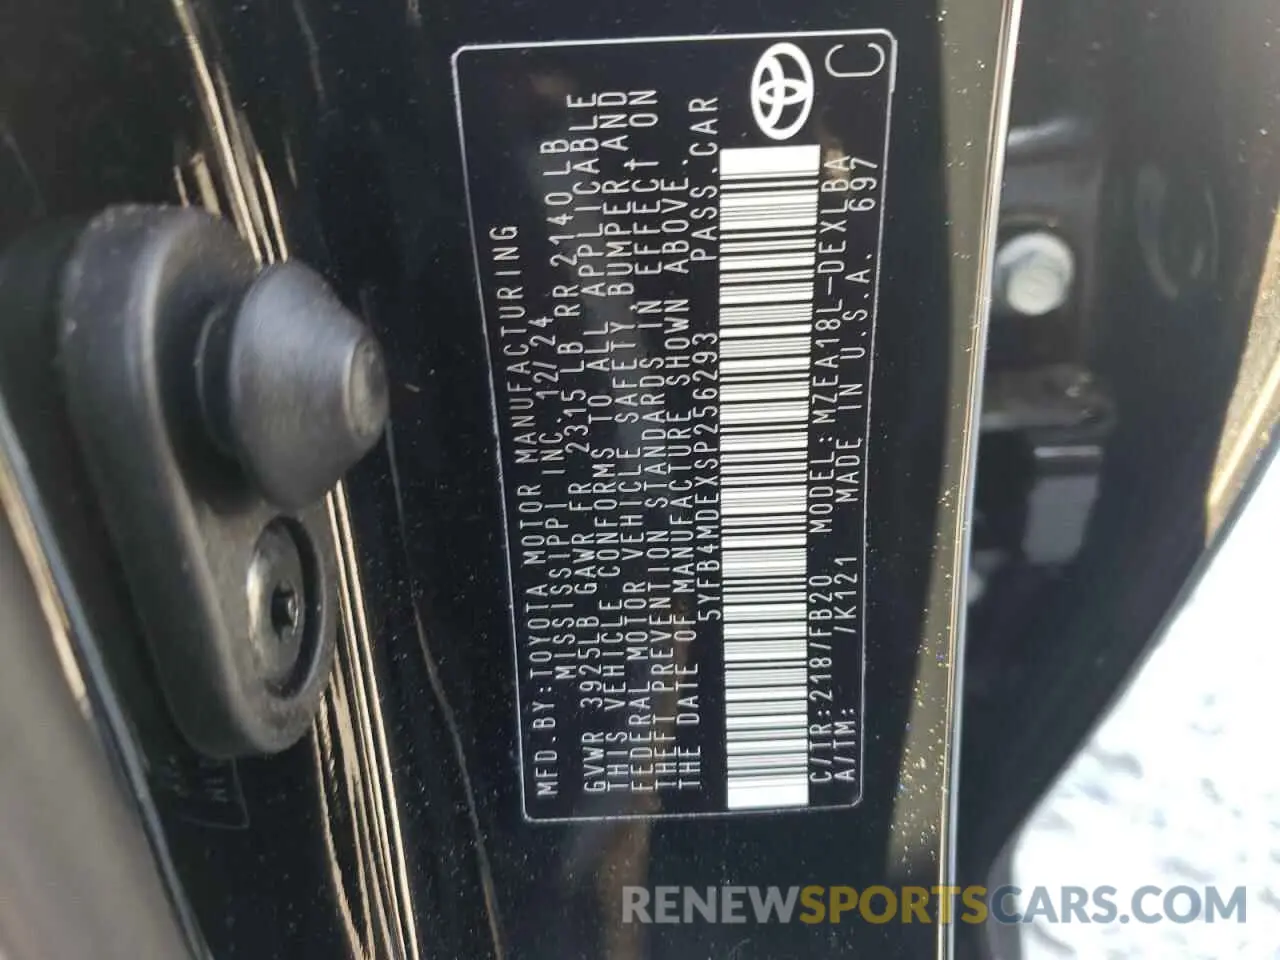 MFD.BY:TOYOTA MOTOR MANUFACTURING
MISSISSIPPI INC. 12/24
GVWR 3925LB GAWR FR 2315 LB RR 2140LB
THIS VEHICLE CONFORMS TO ALL APPLICABLE
FEDERAL MOTOR VEHICLE SAFETY, BUMPER, AND
THEFT PREVENTION STANDARDS IN EFFECT ON
THE DATE OF MANUFACTURE SHOWN ABOVE.
5YFB4MDEXSP256293 PASS.CAR
C/TR:218/FB20 MODEL:MZEA18L-DEXLBA
A/TM: /K121 MADE IN U.S.A. 697
C
RENEWSPORTSCARS.COM